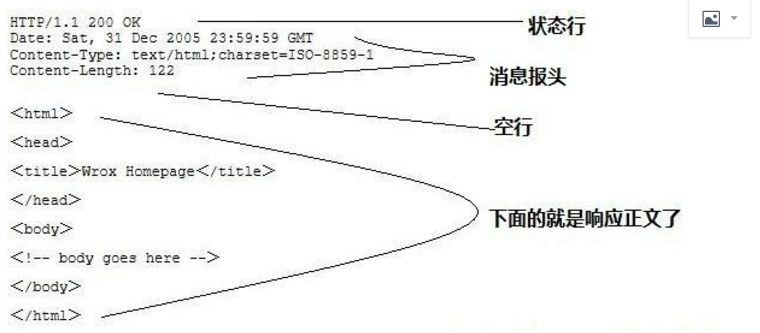 HTTP/1.1 200 OK
状态行
Date: Sat, 31 Dec 2005 23:59:59 GMT
Content-Type: text/html;charset=ISO-8859-1
Content-Length: 122
消息报头
空行
<html>
<head>
<title>Wrox Homepage</title>
</head>
下面的就是响应正文了
<body>
<!-- body goes here -->
</body>
</html>